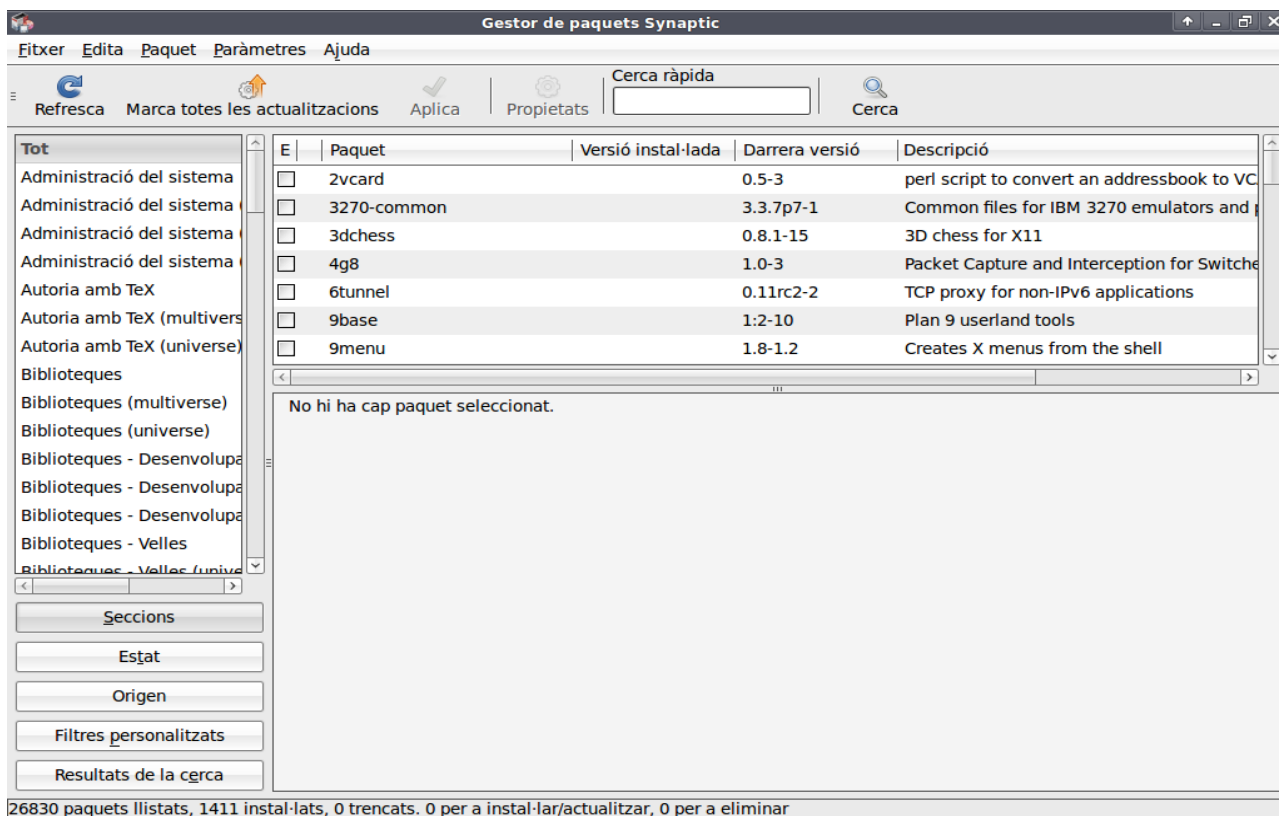 Gestor de paquets Synaptic
Fitxer Edita Paquet Paràmetres Ajuda
Refresca Marca totes les actualitzacions Aplica Propietats Cerca ràpida Cerca
Tot
Administració del sistema
Administració del sistema (
Administració del sistema (
Administració del sistema (
Autoria amb TeX
Autoria amb TeX (multivers
Autoria amb TeX (universe)
Biblioteques
Biblioteques (multiverse)
Biblioteques (universe)
Biblioteques - Desenvolupa
Biblioteques - Desenvolupa
Biblioteques - Desenvolupa
Biblioteques - Velles
Biblioteques - Velles (unive
Seccions
Estat
Origen
Filtres personalitzats
Resultats de la cerca
E Paquet Versió instal·lada Darrera versió Descripció
2vcard 0.5-3 perl script to convert an addressbook to VC
3270-common 3.3.7p7-1 Common files for IBM 3270 emulators and p
3dchess 0.8.1-15 3D chess for X11
4g8 1.0-3 Packet Capture and Interception for Switche
6tunnel 0.11rc2-2 TCP proxy for non-IPv6 applications
9base 1:2-10 Plan 9 userland tools
9menu 1.8-1.2 Creates X menus from the shell
No hi ha cap paquet seleccionat.
26830 paquets llistats, 1411 instal·lats, 0 trencats. 0 per a instal·lar/actualitzar, 0 per a eliminar